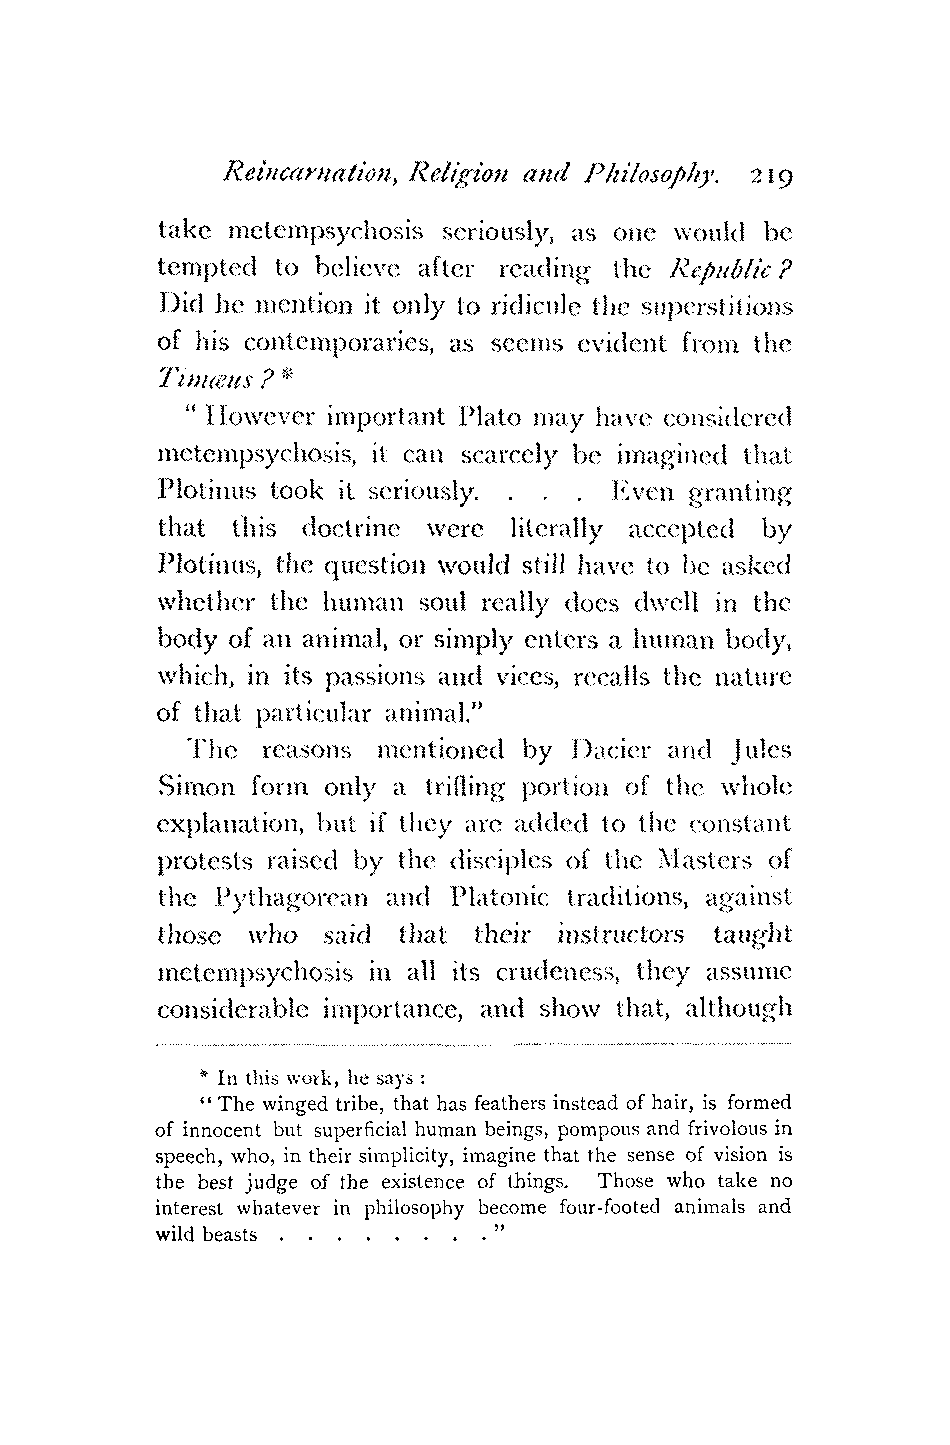 Reincarnation, Religion and Philosophy. 219
take metempsychosis seriously, as one would be
tempted to believe after reading the Republic?
Did he mention it only to ridicule the superstitions
of his contemporaries, as seems evident from the
Timæus? *
“ However important Plato may have considered
metempsychosis, it can scarcely be imagined that
Plotinus took it seriously. . . . Even granting
that this doctrine were literally accepted by
Plotinus, the question would still have to be asked
whether the human soul really does dwell in the
body of an animal, or simply enters a human body,
which, in its passions and vices, recalls the nature
of that particular animal.”
The reasons mentioned by Dacier and Jules
Simon form only a trifling portion of the whole
explanation, but if they are added to the constant
protests raised by the disciples of the Masters of
the Pythagorean and Platonic traditions, against
those who said that their instructors taught
metempsychosis in all its crudeness, they assume
considerable importance, and show that, although
* In this work, he says :
“ The winged tribe, that has feathers instead of hair, is formed
of innocent but superficial human beings, pompous and frivolous in
speech, who, in their simplicity, imagine that the sense of vision is
the best judge of the existence of things. Those who take no
interest whatever in philosophy become four-footed animals and
wild beasts . . . . . . . . ”